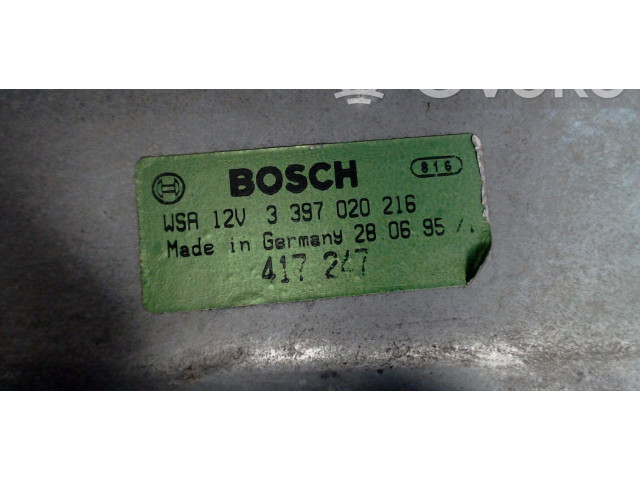 BOSCH 816
WSA 12V 3 397 020 216
Made in Germany 28 06 95 /
417 247